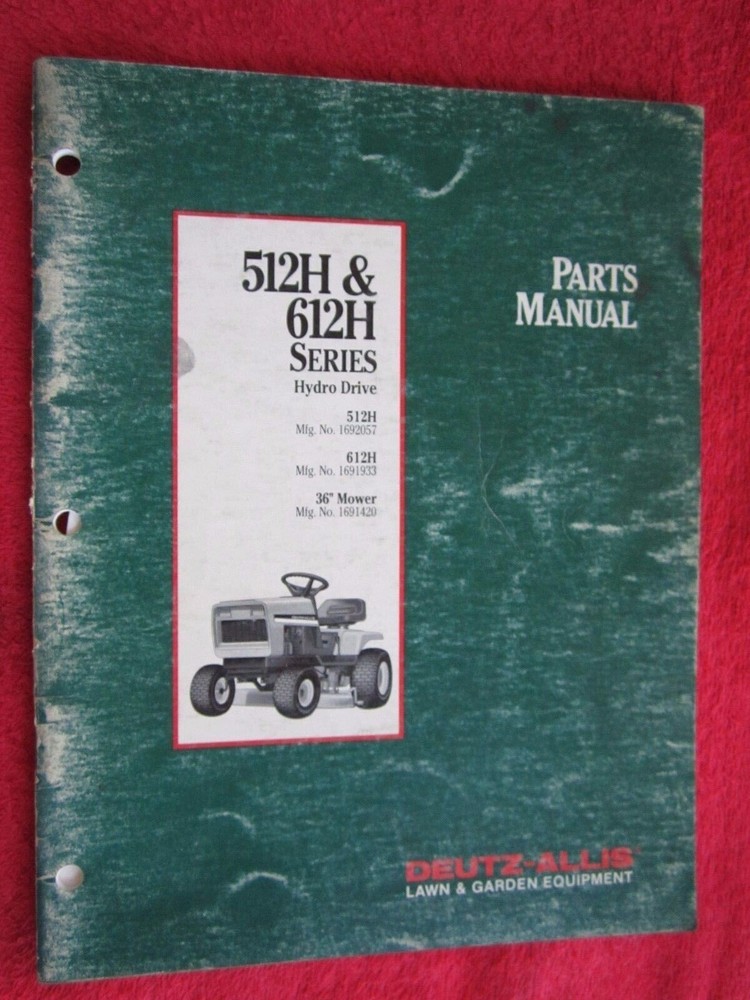 512H &
612H
SERIES
Hydro Drive
512H
Mfg. No. 1692057
612H
Mfg. No. 1691933
36" Mower
Mfg. No. 1691420
PARTS
MANUAL
DEUTZ-ALLIS
LAWN & GARDEN EQUIPMENT